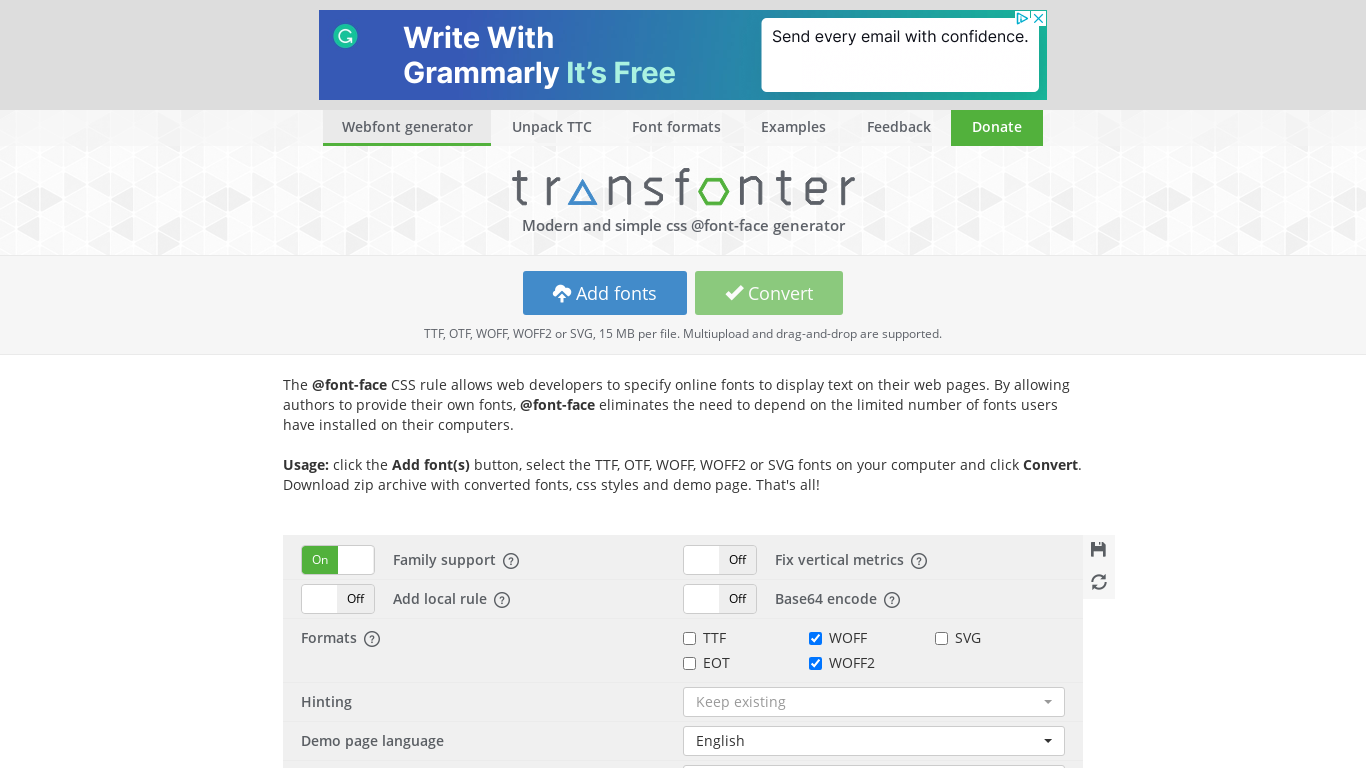 Write With
Grammarly It's Free
Send every email with confidence.
Webfont generator Unpack TTC Font formats Examples Feedback Donate
transfonter
Modern and simple css @font-face generator
Add fonts Convert
TTF, OTF, WOFF, WOFF2 or SVG, 15 MB per file. Multiupload and drag-and-drop are supported.
The @font-face CSS rule allows web developers to specify online fonts to display text on their web pages. By allowing
authors to provide their own fonts, @font-face eliminates the need to depend on the limited number of fonts users
have installed on their computers.
Usage: click the Add font(s) button, select the TTF, OTF, WOFF, WOFF2 or SVG fonts on your computer and click Convert.
Download zip archive with converted fonts, css styles and demo page. That's all!
On Family support ? Off Fix vertical metrics ?
Off Add local rule ? Off Base64 encode ?
Formats ? TTF WOFF SVG
EOT WOFF2
Hinting Keep existing
Demo page language English